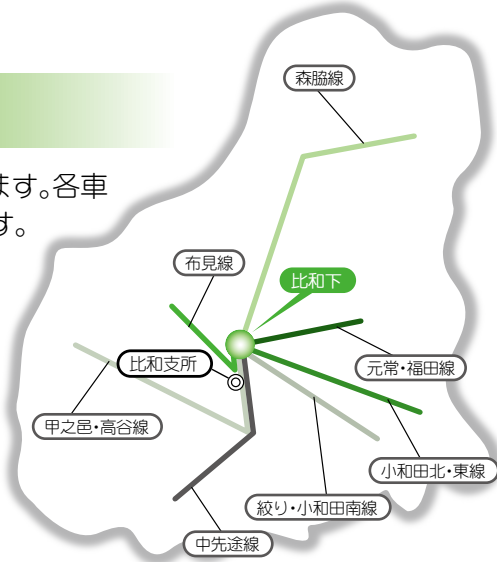 森脇線
ます。各車
す。
布見線
比和下
比和支所
元常・福田線
甲之邑・高谷線
小和田北・東線
絞り・小和田南線
中先途線